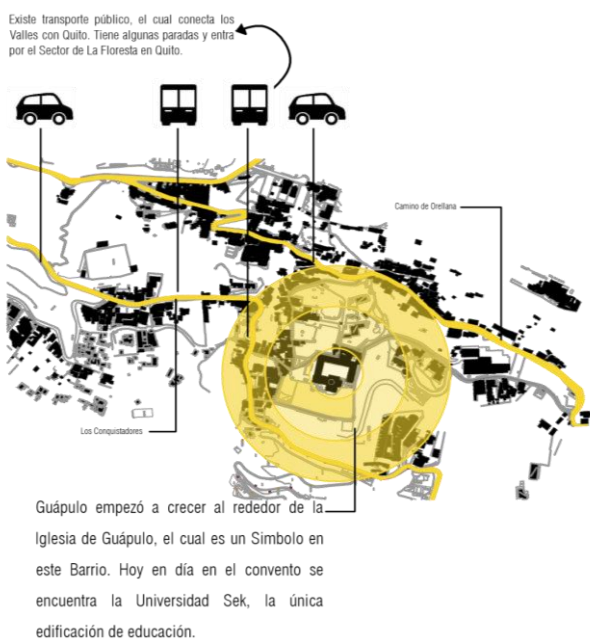 Existe transporte público, el cual conecta los
Valles con Quito. Tiene algunas paradas y entra
por el Sector de La Floresta en Quito.
Camino de Orellana
Los Conquistadores
Guápulo empezó a crecer al rededor de la
Iglesia de Guápulo, el cual es un Simbolo en
este Barrio. Hoy en día en el convento se
encuentra la Universidad Sek, la única
edificación de educación.